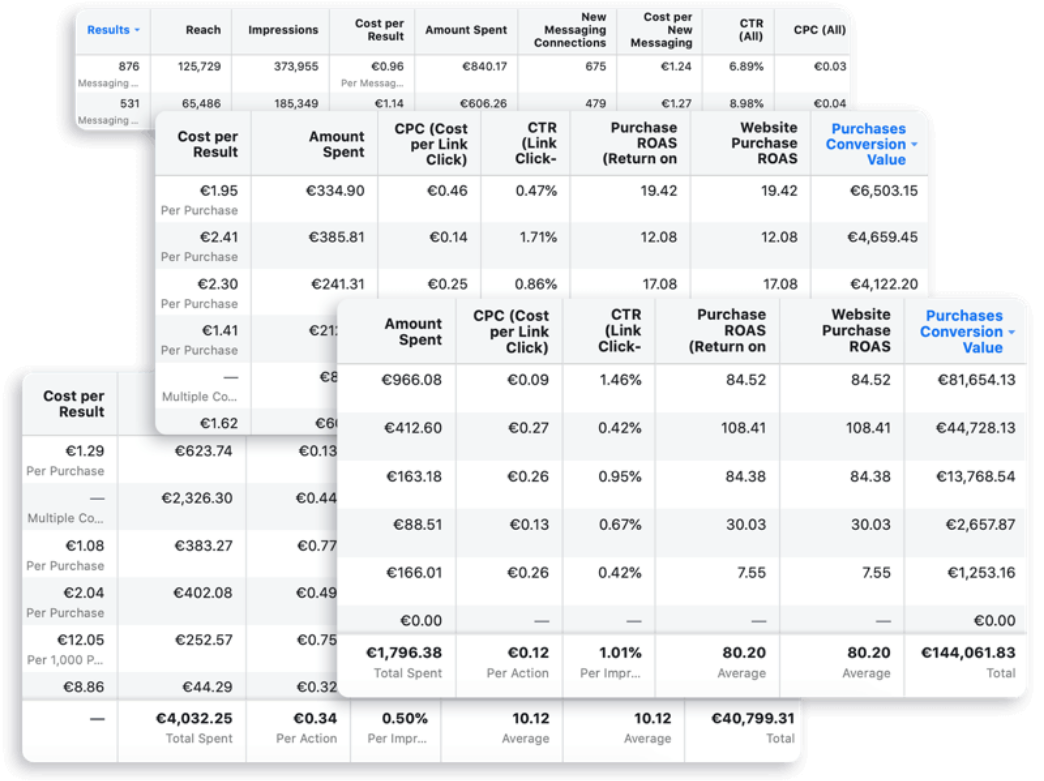 Results Reach Impressions Cost per Result Amount Spent New Messaging Connections Cost per New Messaging CTR (All) CPC (All)
876 125,729 373,955 €0.96 €840.17 675 €1.24 6.89% €0.03
Messaging ... Per Messag...
531 65,486 185,349 €1.14 €606.26 479 €1.27 8.98% €0.04
Messaging ...
Cost per Result Amount Spent CPC (Cost per Link Click) CTR (Link Click- Purchase ROAS (Return on Website Purchase ROAS Purchases Conversion Value
€1.95 €334.90 €0.46 0.47% 19.42 19.42 €6,503.15
Per Purchase
€2.41 €385.81 €0.14 1.71% 12.08 12.08 €4,659.45
Per Purchase
€2.30 €241.31 €0.25 0.86% 17.08 17.08 €4,122.20
Per Purchase
€1.41
Per Purchase
—
Multiple Co...
€1.62
Amount Spent CPC (Cost per Link Click) CTR (Link Click- Purchase ROAS (Return on Website Purchase ROAS Purchases Conversion Value
€966.08 €0.09 1.46% 84.52 84.52 €81,654.13
€412.60 €0.27 0.42% 108.41 108.41 €44,728.13
€163.18 €0.26 0.95% 84.38 84.38 €13,768.54
€88.51 €0.13 0.67% 30.03 30.03 €2,657.87
€166.01 €0.26 0.42% 7.55 7.55 €1,253.16
€0.00 — — — — €0.00
€1,796.38 €0.12 1.01% 80.20 80.20 €144,061.83
Total Spent Per Action Per Impr... Average Average Total
Cost per Result
€1.29 €623.74 €0.13
Per Purchase
— €2,326.30 €0.44
Multiple Co...
€1.08 €383.27 €0.77
Per Purchase
€2.04 €402.08 €0.49
Per Purchase
€12.05 €252.57 €0.75
Per 1,000 P...
€8.86 €44.29 €0.32
— €4,032.25 €0.34 0.50% 10.12 10.12 €40,799.31
Total Spent Per Action Per Impr... Average Average Total